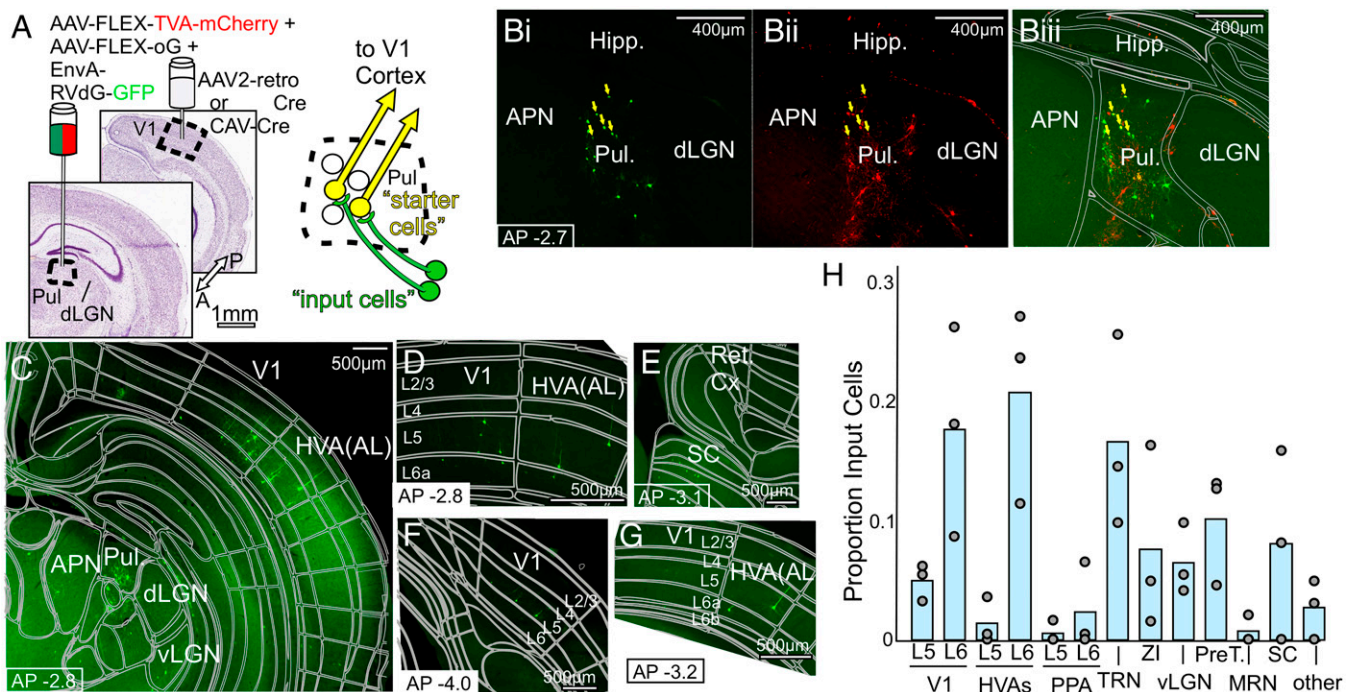 A
AAV-FLEX-TVA-mCherry +
AAV-FLEX-oG +
EnvA-
RVdG-GFP
AAV2-retro
or Cre
CAV-Cre
V1
Pul
dLGN
A
P
1mm
to V1
Cortex
Pul
"starter
cells"
"input cells"
Bi
400µm
Hipp.
APN
Pul.
dLGN
AP -2.7
Bii
400µm
Hipp.
APN
Pul.
dLGN
Biii
400µm
Hipp.
APN
Pul.
dLGN
C
500µm
V1
HVA(AL)
APN
Pul.
dLGN
vLGN
AP -2.8
D
V1
HVA(AL)
L2/3
L4
L5
L6a
AP -2.8
500µm
E
Ret.
Cx
SC
AP -3.1
500µm
F
V1
L2/3
L4
L5
L6
AP -4.0
500µm
G
V1
L2/3
L4
L5
L6a
L6b
HVA(AL
500µm
AP -3.2
H
Proportion Input Cells
0.3
0.2
0.1
0
L5 L6 L5 L6 L5 L6
V1 HVAs PPA TRN ZI vLGN PreT. MRN SC other